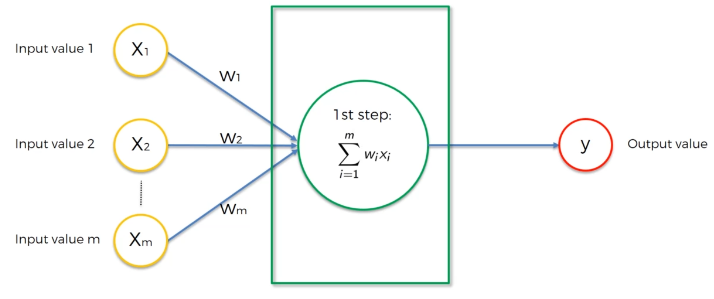 Input value 1
X1
W1
Input value 2
X2
W2
Input value m
Xm
Wm
1st step:
m
∑ wixi
i=1
y
Output value